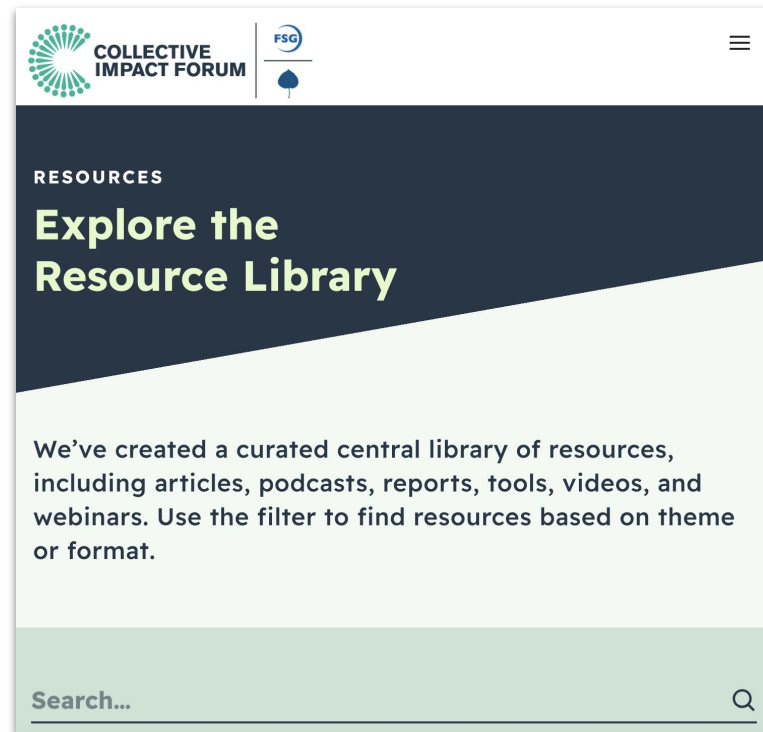 COLLECTIVE
IMPACT FORUM
FSG
RESOURCES
Explore the
Resource Library
We’ve created a curated central library of resources,
including articles, podcasts, reports, tools, videos, and
webinars. Use the filter to find resources based on theme
or format.
Search...